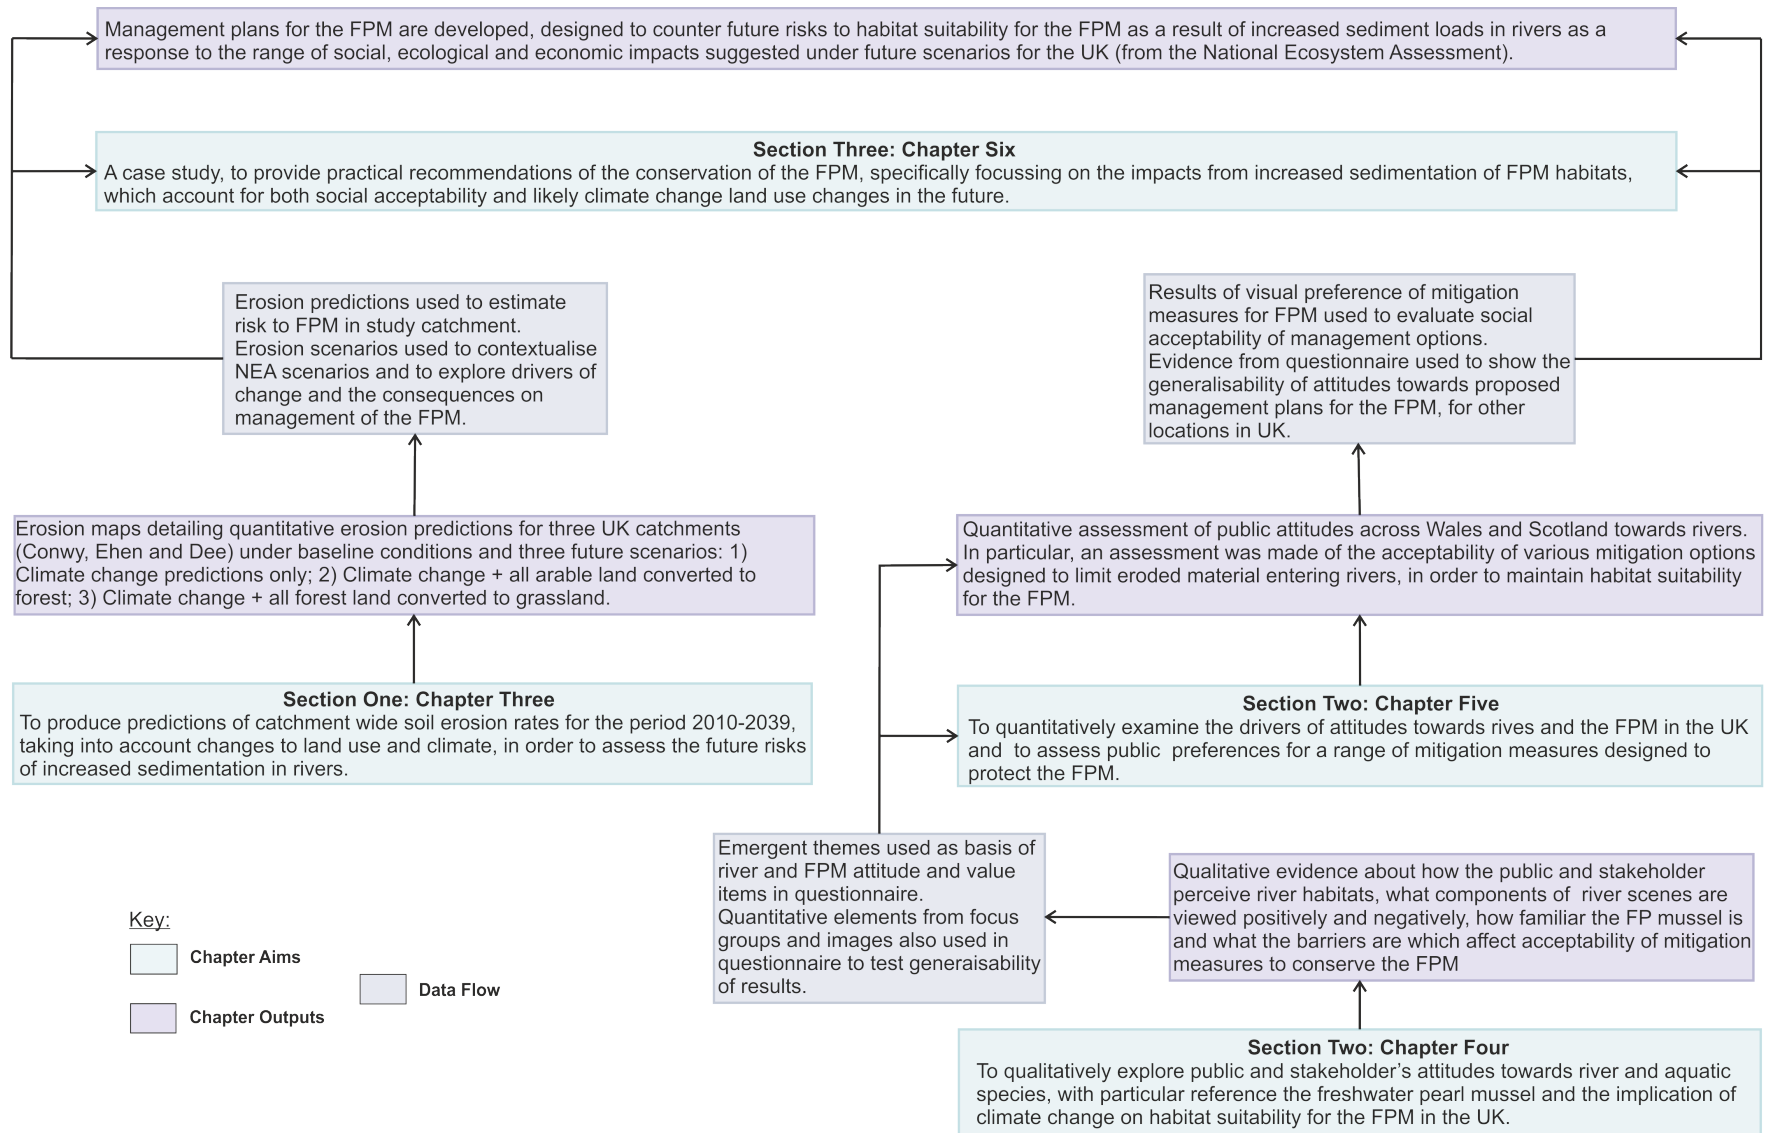 Management plans for the FPM are developed, designed to counter future risks to habitat suitability for the FPM as a result of increased sediment loads in rivers as a
response to the range of social, ecological and economic impacts suggested under future scenarios for the UK (from the National Ecosystem Assessment).
Section Three: Chapter Six
A case study, to provide practical recommendations of the conservation of the FPM, specifically focussing on the impacts from increased sedimentation of FPM habitats,
which account for both social acceptability and likely climate change land use changes in the future.
Erosion predictions used to estimate
risk to FPM in study catchment.
Erosion scenarios used to contextualise
NEA scenarios and to explore drivers of
change and the consequences on
management of the FPM.
Results of visual preference of mitigation
measures for FPM used to evaluate social
acceptability of management options.
Evidence from questionnaire used to show the
generalisability of attitudes towards proposed
management plans for the FPM, for other
locations in UK.
Erosion maps detailing quantitative erosion predictions for three UK catchments
(Conwy, Ehen and Dee) under baseline conditions and three future scenarios: 1)
Climate change predictions only; 2) Climate change + all arable land converted to
forest; 3) Climate change + all forest land converted to grassland.
Quantitative assessment of public attitudes across Wales and Scotland towards rivers.
In particular, an assessment was made of the acceptability of various mitigation options
designed to limit eroded material entering rivers, in order to maintain habitat suitability
for the FPM.
Section One: Chapter Three
To produce predictions of catchment wide soil erosion rates for the period 2010-2039,
taking into account changes to land use and climate, in order to assess the future risks
of increased sedimentation in rivers.
Section Two: Chapter Five
To quantitatively examine the drivers of attitudes towards rives and the FPM in the UK
and to assess public preferences for a range of mitigation measures designed to
protect the FPM.
Emergent themes used as basis of
river and FPM attitude and value
items in questionnaire.
Quantitative elements from focus
groups and images also used in
questionnaire to test generaisability
of results.
Qualitative evidence about how the public and stakeholder
perceive river habitats, what components of river scenes are
viewed positively and negatively, how familiar the FP mussel is
and what the barriers are which affect acceptability of mitigation
measures to conserve the FPM
Key:
Chapter Aims
Data Flow
Chapter Outputs
Section Two: Chapter Four
To qualitatively explore public and stakeholder's attitudes towards river and aquatic
species, with particular reference the freshwater pearl mussel and the implication of
climate change on habitat suitability for the FPM in the UK.